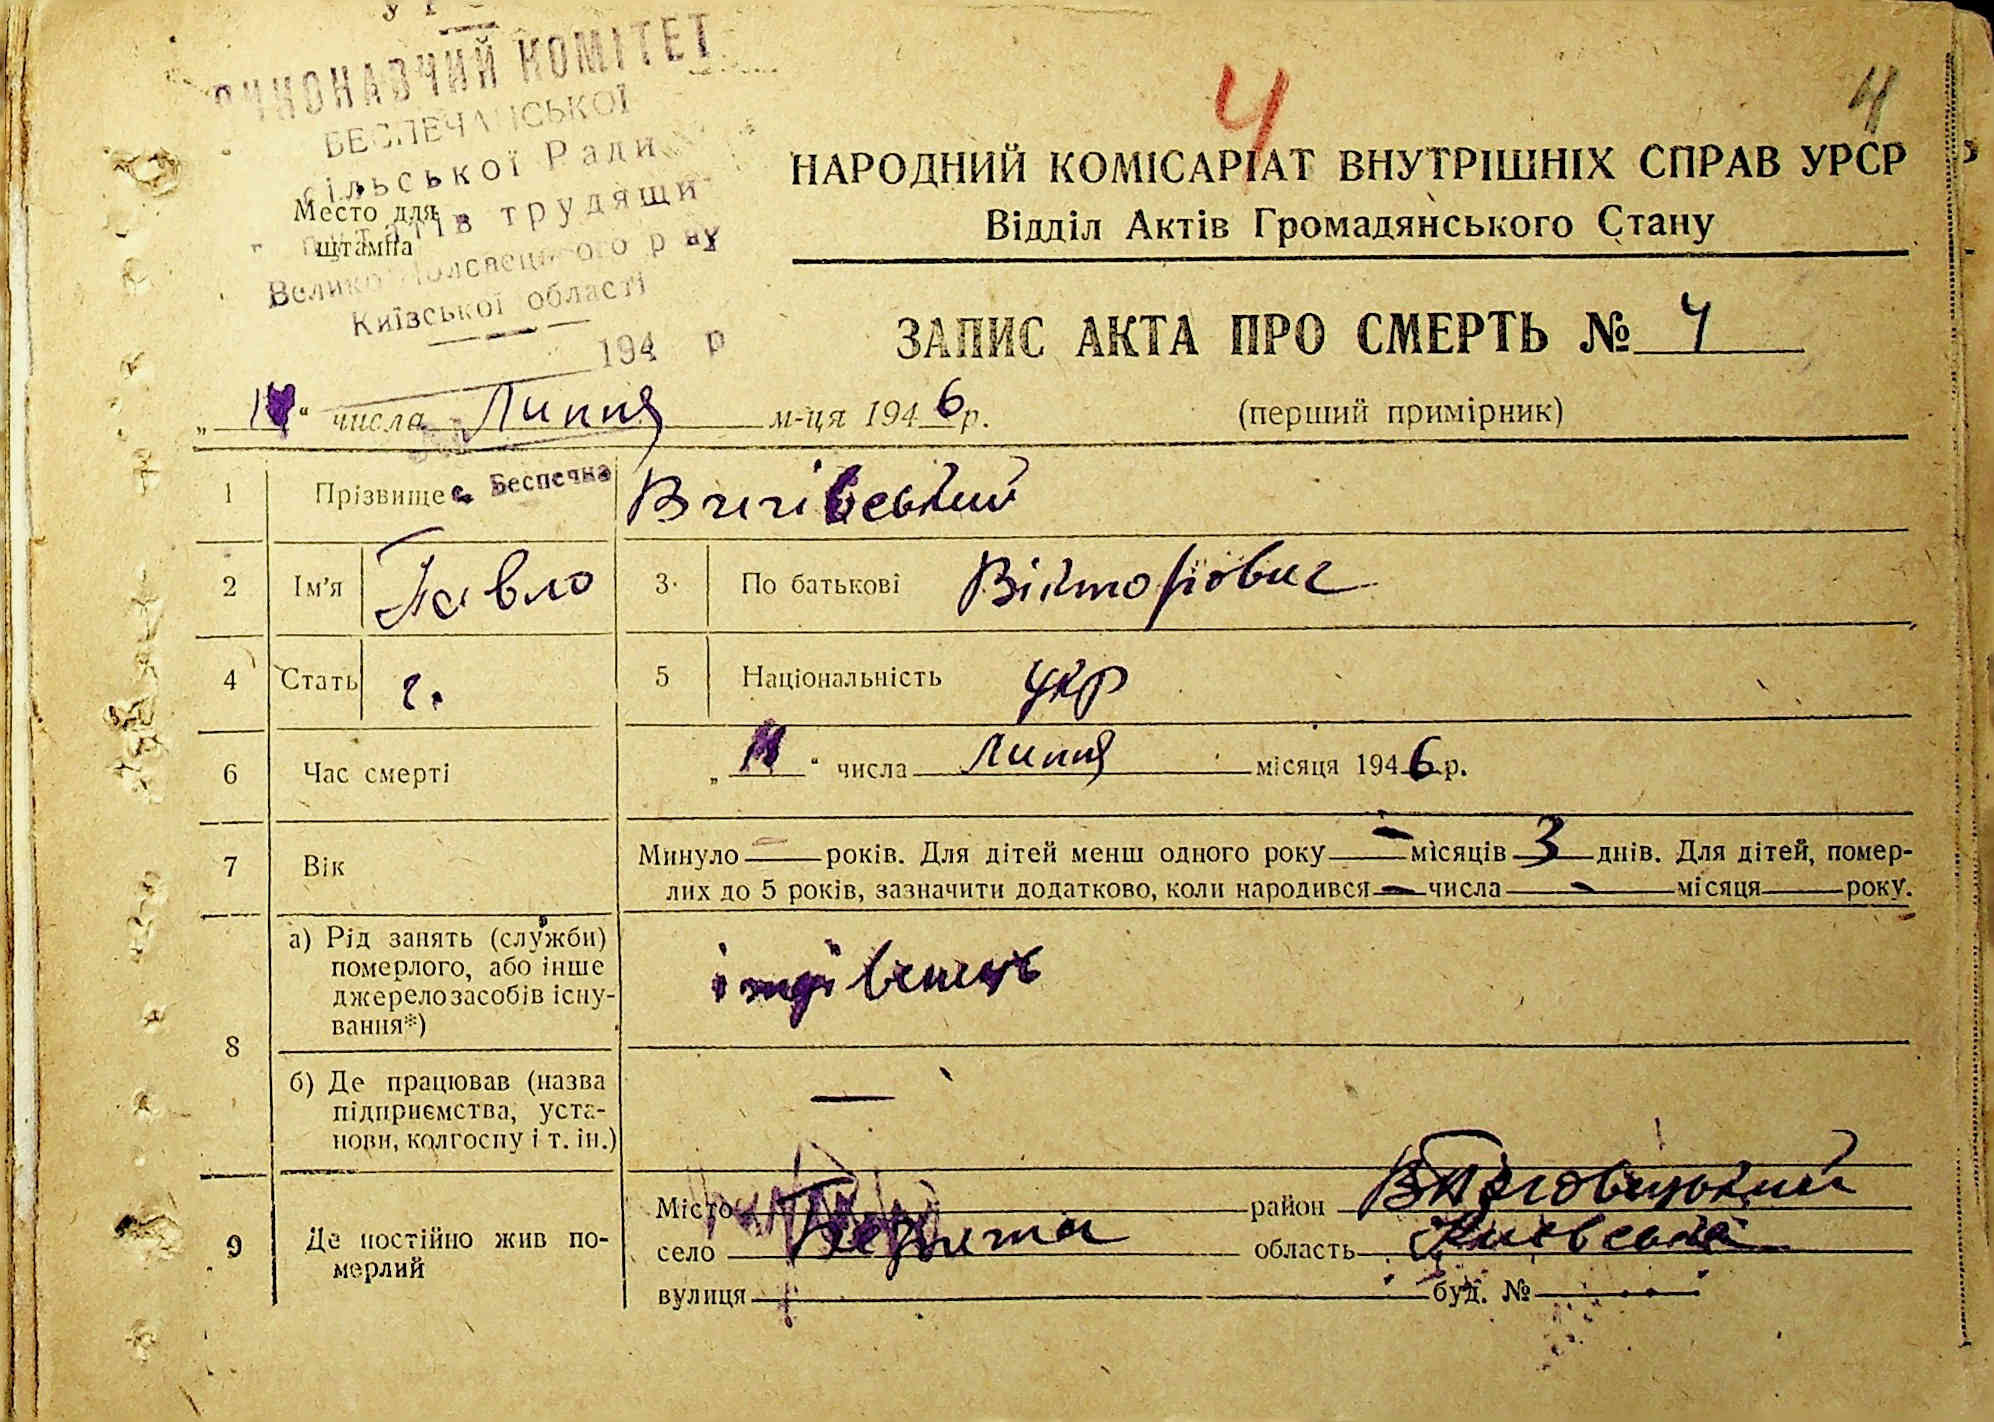 УРСР
ВИКОНАВЧИЙ КОМІТЕТ
БЕСПЕЧАНСЬКОЇ
сільської Ради
депутатів трудящи
Велико Половецького р ну
Київської області
194 р
с. Беспечна
Место для
штампа
4
4
НАРОДНИЙ КОМІСАРІАТ ВНУТРІШНІХ СПРАВ УРСР
Відділ Актів Громадянського Стану
ЗАПИС АКТА ПРО СМЕРТЬ № 4
(перший примірник)
„ “ числа Липня м-ця 1946 р.
1 Прізвище Вигівський
2 Ім'я Павло 3 По батькові Вікторович
4 Стать ч. 5 Національність укр
6 Час смерті „ “ числа Липня місяця 1946 р.
7 Вік Минуло — років. Для дітей менш одного року — місяців 3 днів. Для дітей, помер-
лих до 5 років, зазначити додатково, коли народився — числа — місяця року.
8 а) Рід занять (служби)
померлого, або інше
джерело засобів існу-
вання*)
б) Де працював (назва
підприємства, уста-
нови, колгоспу і т. ін.) —
9 Де постійно жив по-
мерлий
Місто район
село область Киевська
вулиця буд. №